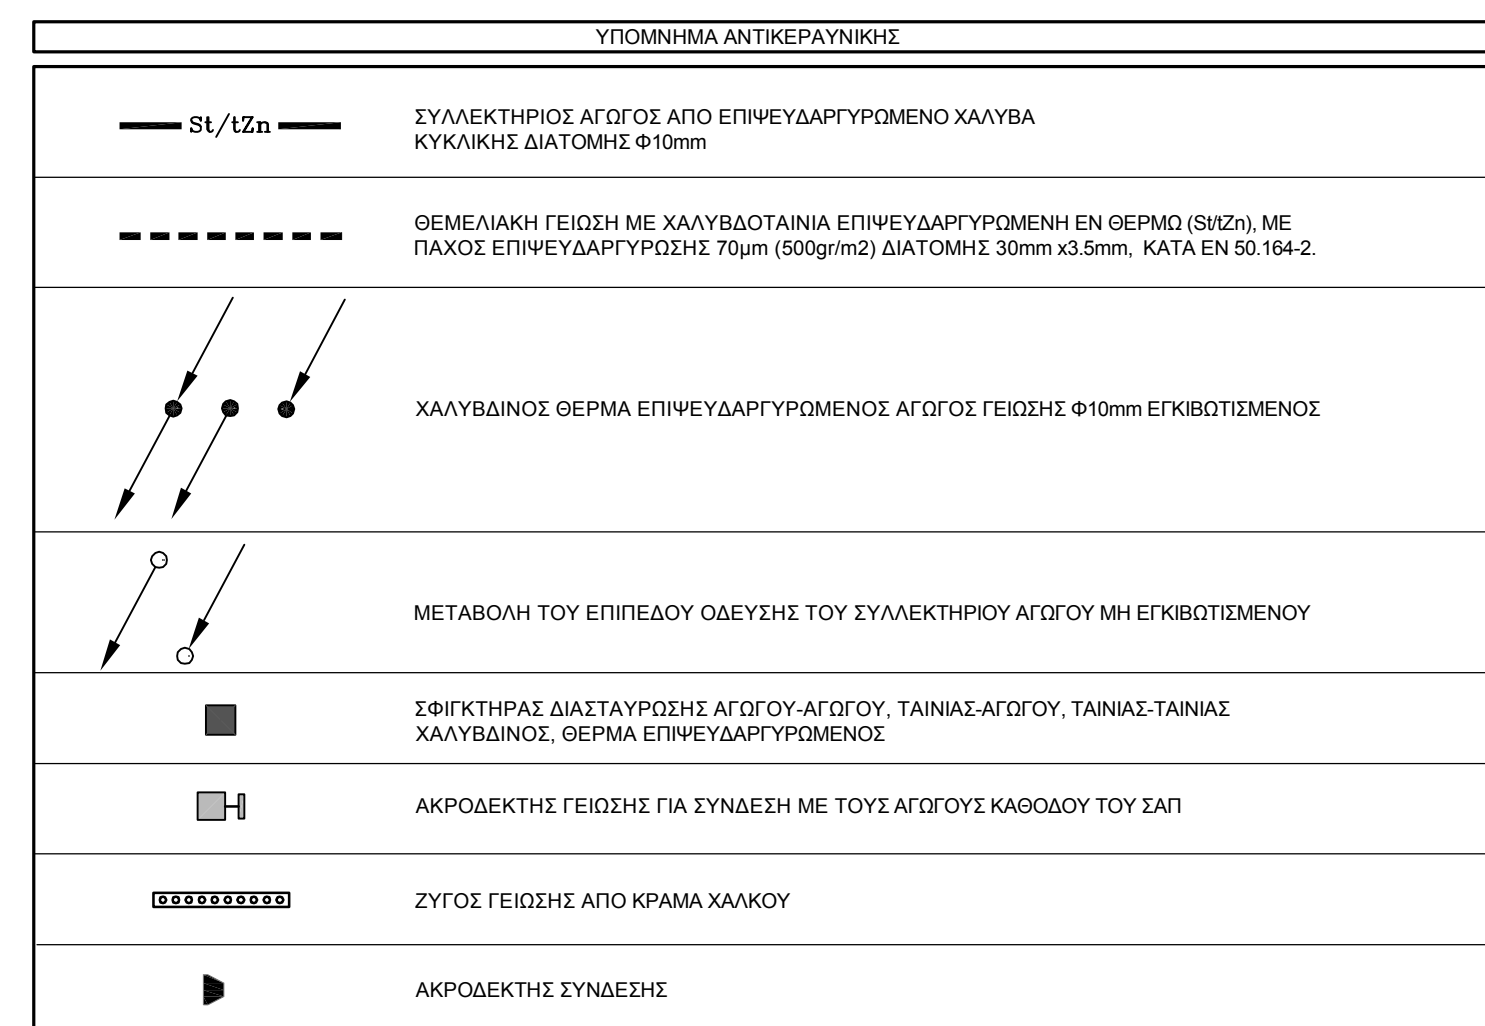 ΥΠΟΜΝΗΜΑ ΑΝΤΙΚΕΡΑΥΝΙΚΗΣ
St/tZn
ΣΥΛΛΕΚΤΗΡΙΟΣ ΑΓΩΓΟΣ ΑΠΟ ΕΠΙΨΕΥΔΑΡΓΥΡΩΜΕΝΟ ΧΑΛΥΒΑ
ΚΥΚΛΙΚΗΣ ΔΙΑΤΟΜΗΣ Φ10mm
ΘΕΜΕΛΙΑΚΗ ΓΕΙΩΣΗ ΜΕ ΧΑΛΥΒΔΟΤΑΙΝΙΑ ΕΠΙΨΕΥΔΑΡΓΥΡΩΜΕΝΗ ΕΝ ΘΕΡΜΩ (St/tZn), ΜΕ
ΠΑΧΟΣ ΕΠΙΨΕΥΔΑΡΓΥΡΩΣΗΣ 70μm (500gr/m2) ΔΙΑΤΟΜΗΣ 30mm x3.5mm, ΚΑΤΑ ΕΝ 50.164-2.
ΧΑΛΥΒΔΙΝΟΣ ΘΕΡΜΑ ΕΠΙΨΕΥΔΑΡΓΥΡΩΜΕΝΟΣ ΑΓΩΓΟΣ ΓΕΙΩΣΗΣ Φ10mm ΕΓΚΙΒΩΤΙΣΜΕΝΟΣ
ΜΕΤΑΒΟΛΗ ΤΟΥ ΕΠΙΠΕΔΟΥ ΟΔΕΥΣΗΣ ΤΟΥ ΣΥΛΛΕΚΤΗΡΙΟΥ ΑΓΩΓΟΥ ΜΗ ΕΓΚΙΒΩΤΙΣΜΕΝΟΥ
ΣΦΙΓΚΤΗΡΑΣ ΔΙΑΣΤΑΥΡΩΣΗΣ ΑΓΩΓΟΥ-ΑΓΩΓΟΥ, ΤΑΙΝΙΑΣ-ΑΓΩΓΟΥ, ΤΑΙΝΙΑΣ-ΤΑΙΝΙΑΣ
ΧΑΛΥΒΔΙΝΟΣ, ΘΕΡΜΑ ΕΠΙΨΕΥΔΑΡΓΥΡΩΜΕΝΟΣ
ΑΚΡΟΔΕΚΤΗΣ ΓΕΙΩΣΗΣ ΓΙΑ ΣΥΝΔΕΣΗ ΜΕ ΤΟΥΣ ΑΓΩΓΟΥΣ ΚΑΘΟΔΟΥ ΤΟΥ ΣΑΠ
ΖΥΓΟΣ ΓΕΙΩΣΗΣ ΑΠΟ ΚΡΑΜΑ ΧΑΛΚΟΥ
ΑΚΡΟΔΕΚΤΗΣ ΣΥΝΔΕΣΗΣ